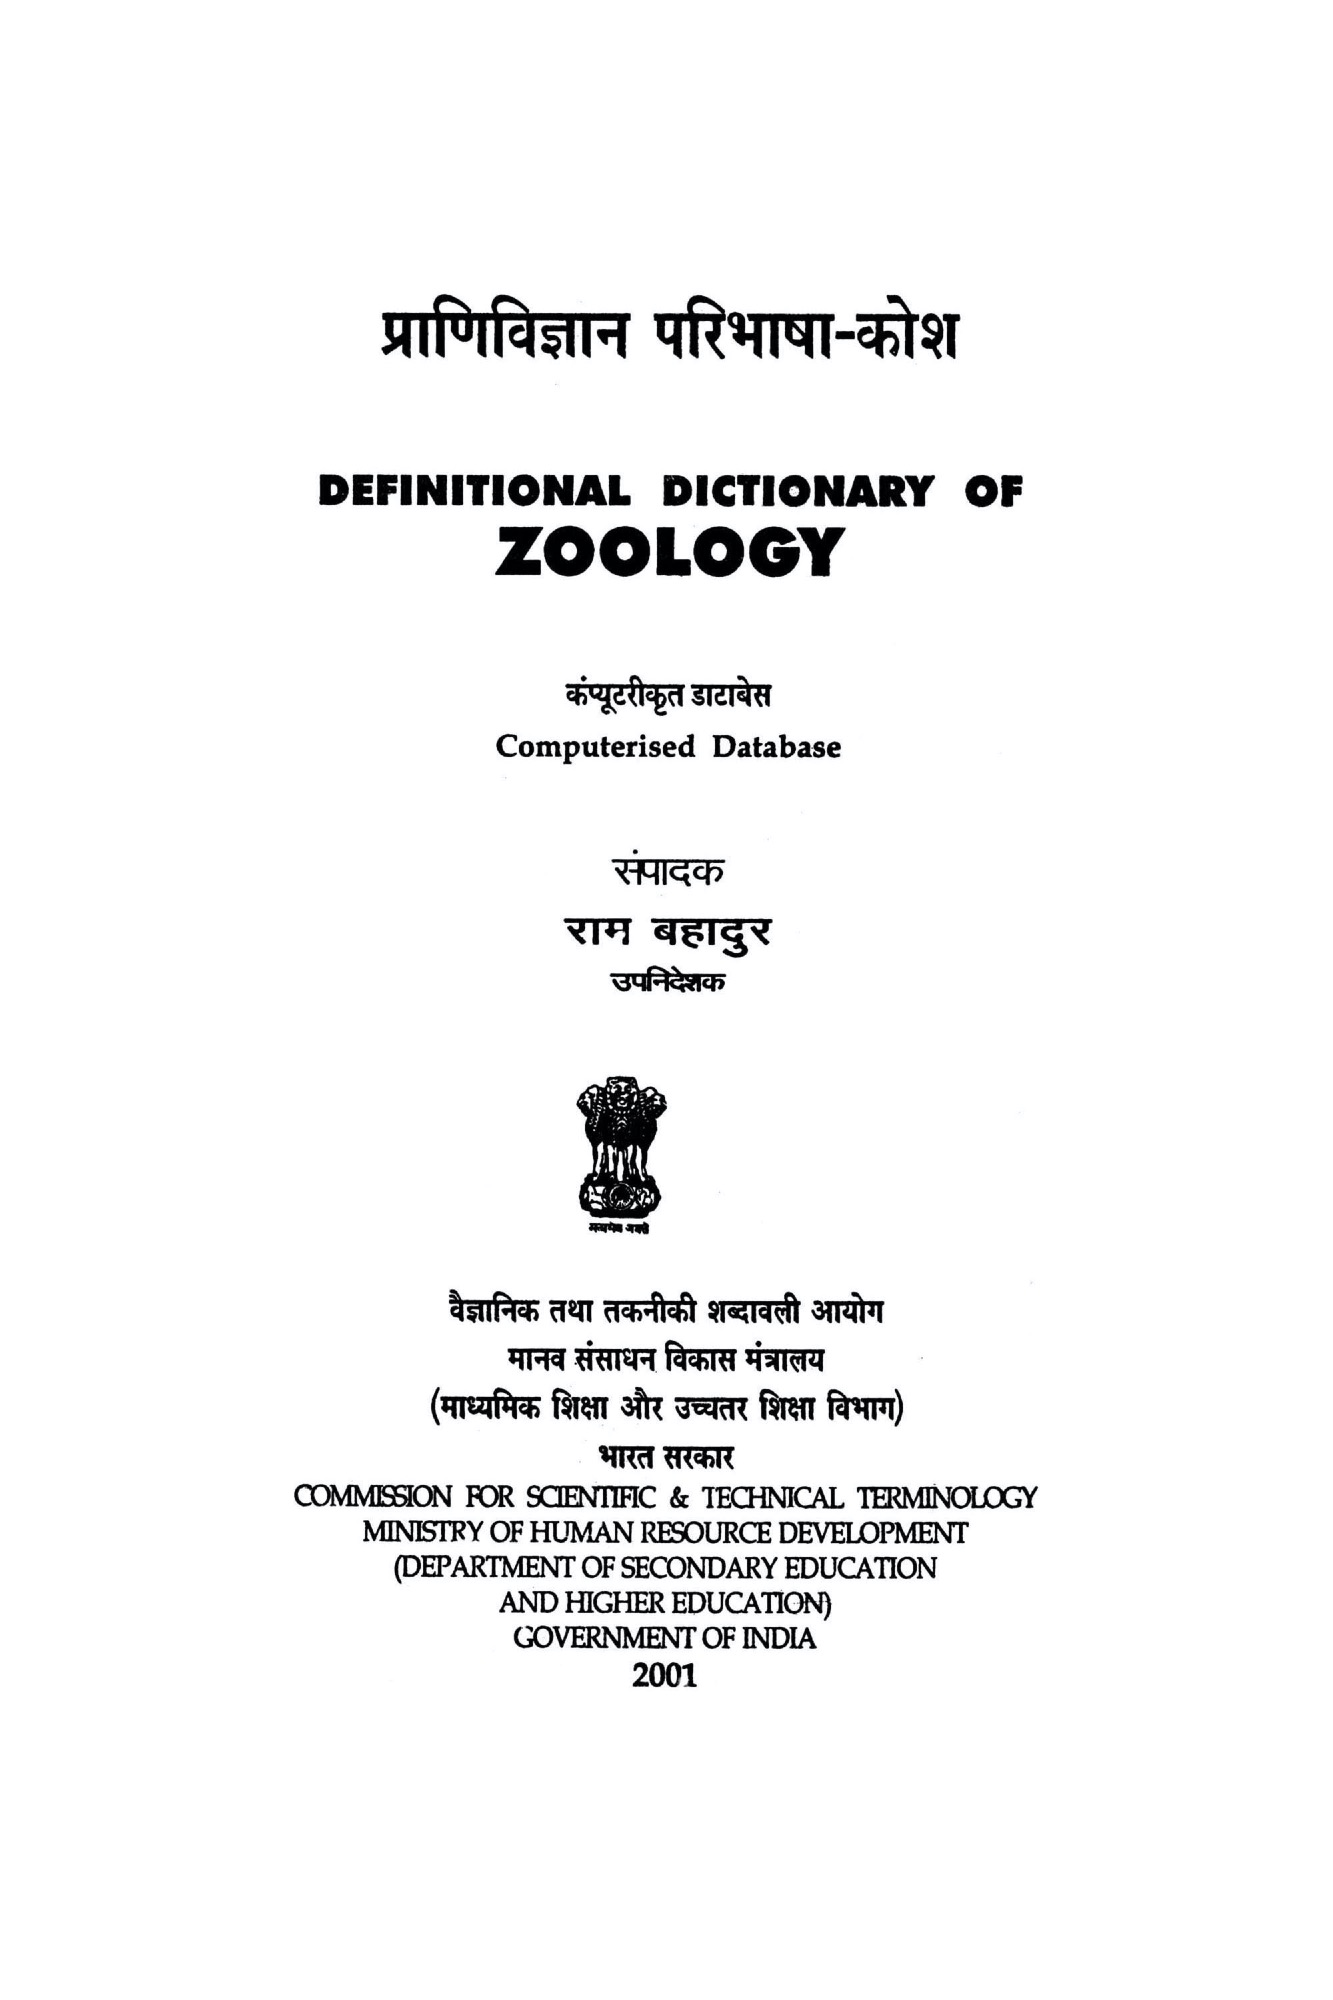 प्राणिविज्ञान परिभाषा-कोश
DEFINITIONAL DICTIONARY OF
ZOOLOGY
कंप्यूटरीकृत डाटाबेस
Computerised Database
संपादक
राम बहादुर
उपनिदेशक
सत्यमेव जयते
वैज्ञानिक तथा तकनीकी शब्दावली आयोग
मानव संसाधन विकास मंत्रालय
(माध्यमिक शिक्षा और उच्चतर शिक्षा विभाग)
भारत सरकार
COMMISSION FOR SCIENTIFIC & TECHNICAL TERMINOLOGY
MINISTRY OF HUMAN RESOURCE DEVELOPMENT
(DEPARTMENT OF SECONDARY EDUCATION
AND HIGHER EDUCATION)
GOVERNMENT OF INDIA
2001